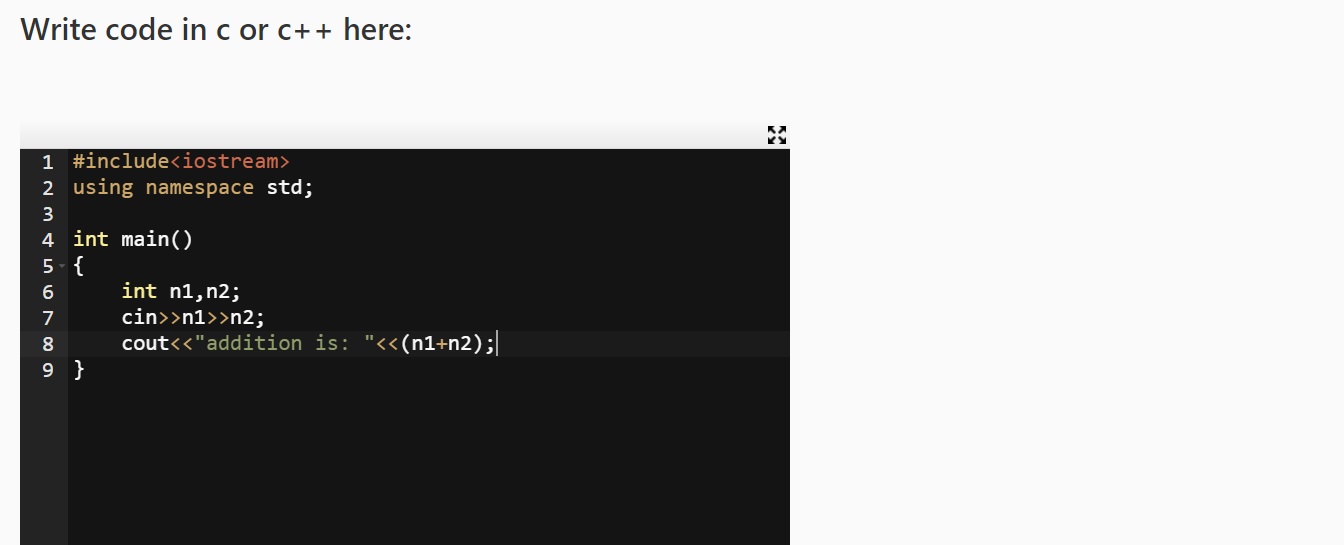 Write code in c or c++ here:
1 #include<iostream>
2 using namespace std;
3
4 int main()
5 {
6     int n1,n2;
7     cin>>n1>>n2;
8     cout<<"addition is: "<<(n1+n2);
9 }